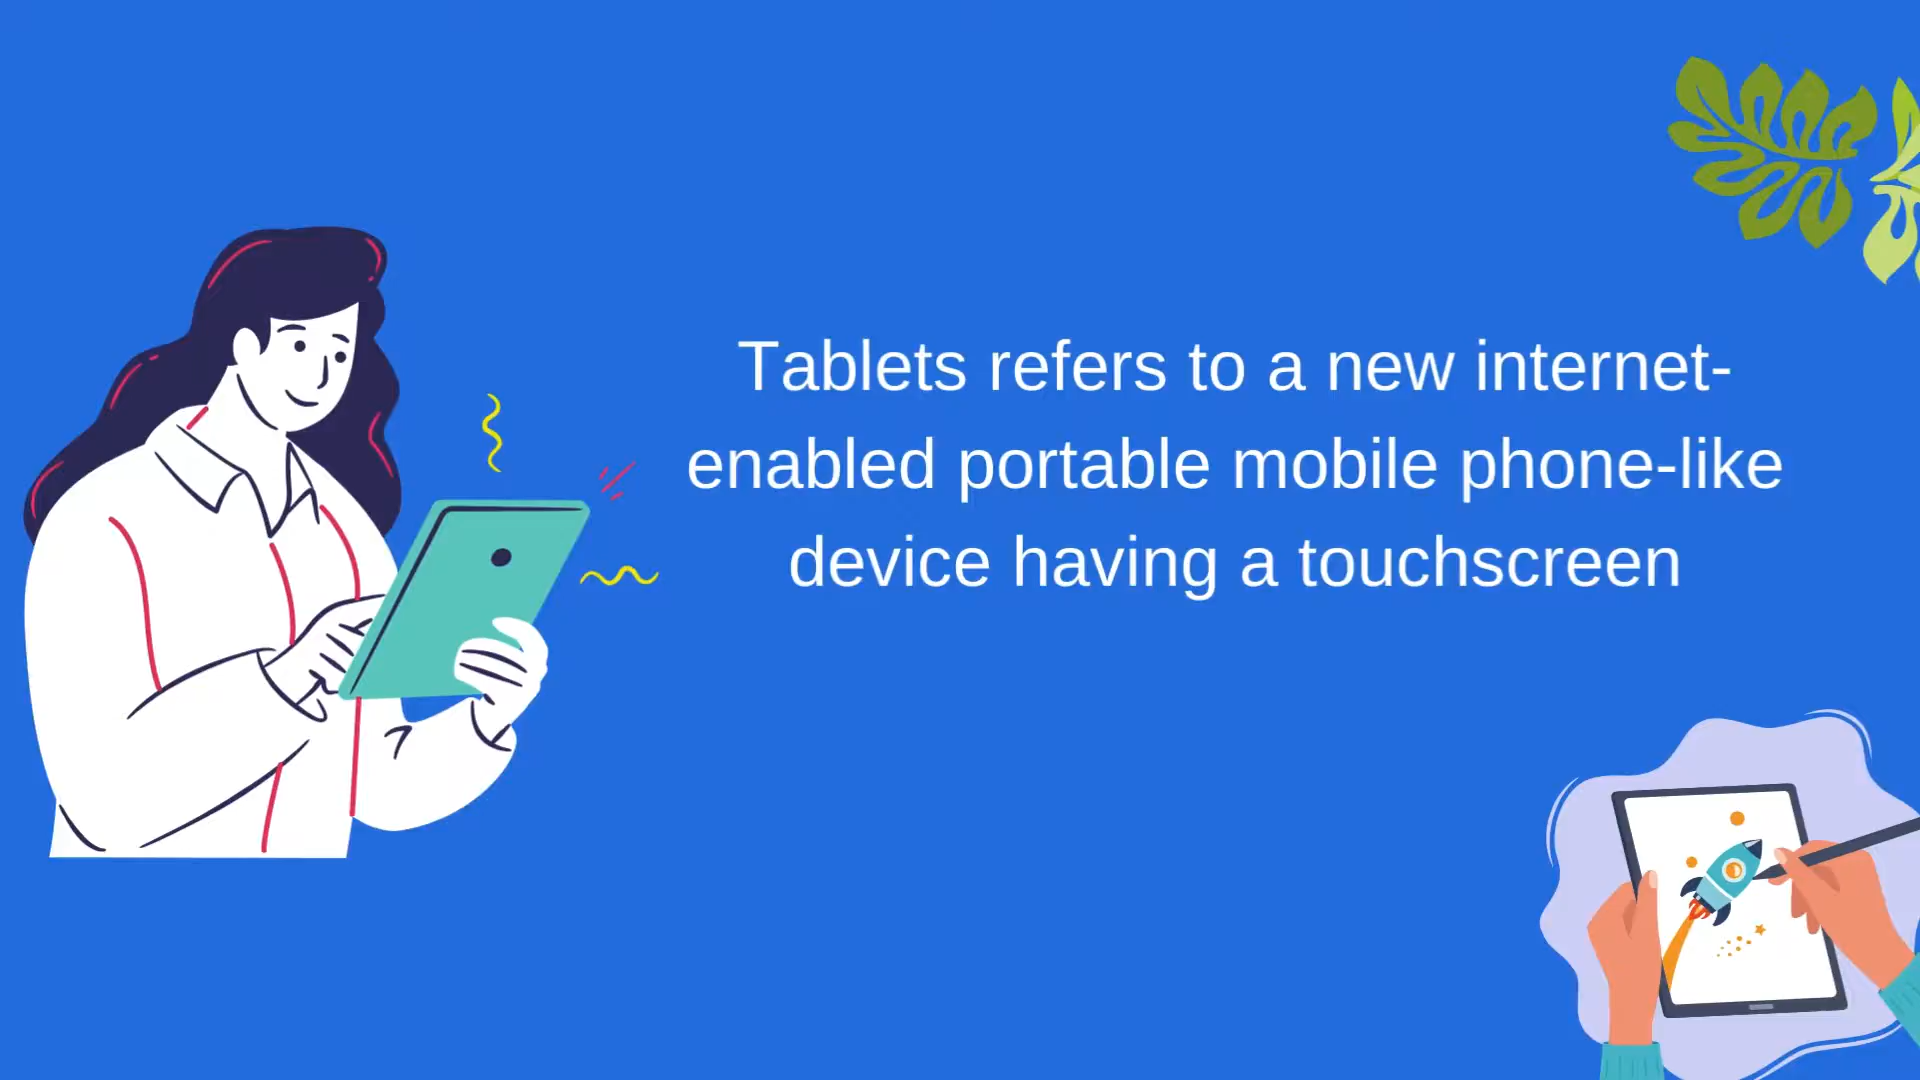 Tablets refers to a new internet-
enabled portable mobile phone-like
device having a touchscreen